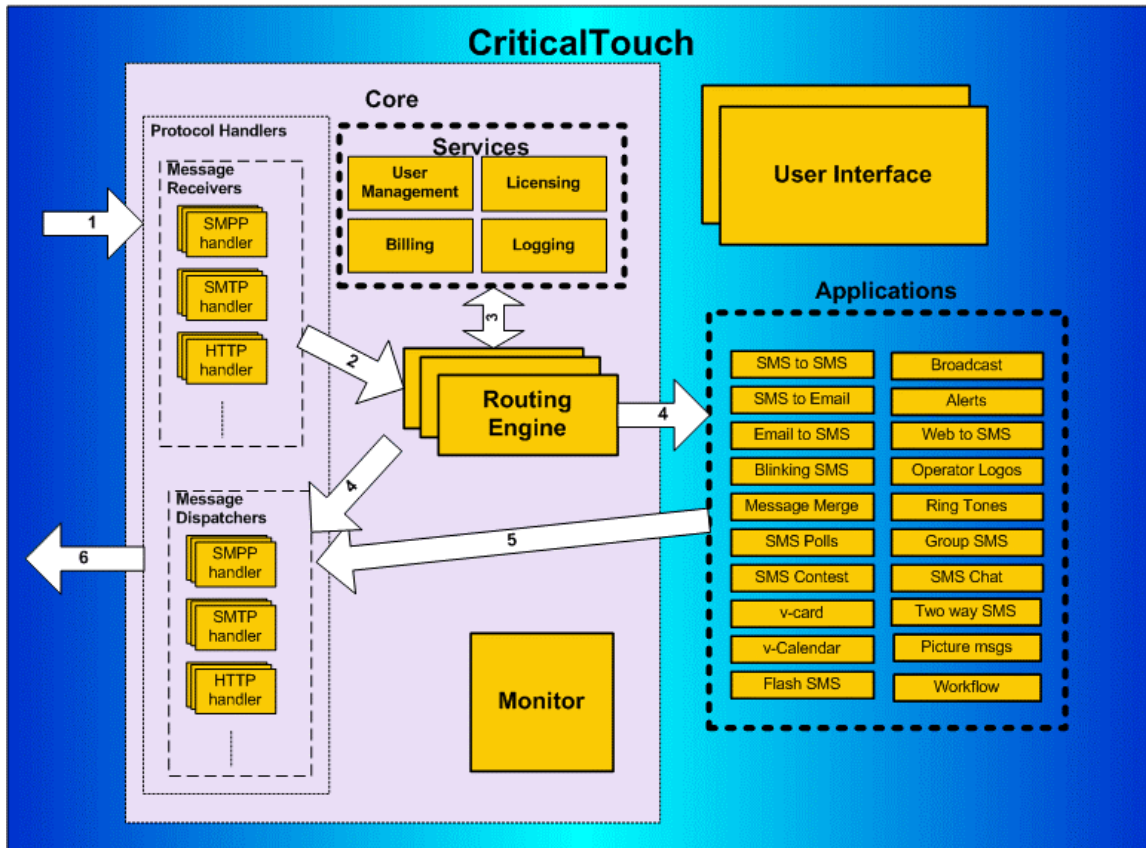 CriticalTouch
Core
Protocol Handlers
Message
Receivers
SMPP
handler
SMTP
handler
HTTP
handler
1
2
Services
User
Management
Licensing
Billing
Logging
3
Routing
Engine
4
4
Message
Dispatchers
SMPP
handler
SMTP
handler
HTTP
handler
5
6
Monitor
User Interface
Applications
SMS to SMS
Broadcast
SMS to Email
Alerts
Email to SMS
Web to SMS
Blinking SMS
Operator Logos
Message Merge
Ring Tones
SMS Polls
Group SMS
SMS Contest
SMS Chat
v-card
Two way SMS
v-Calendar
Picture msgs
Flash SMS
Workflow